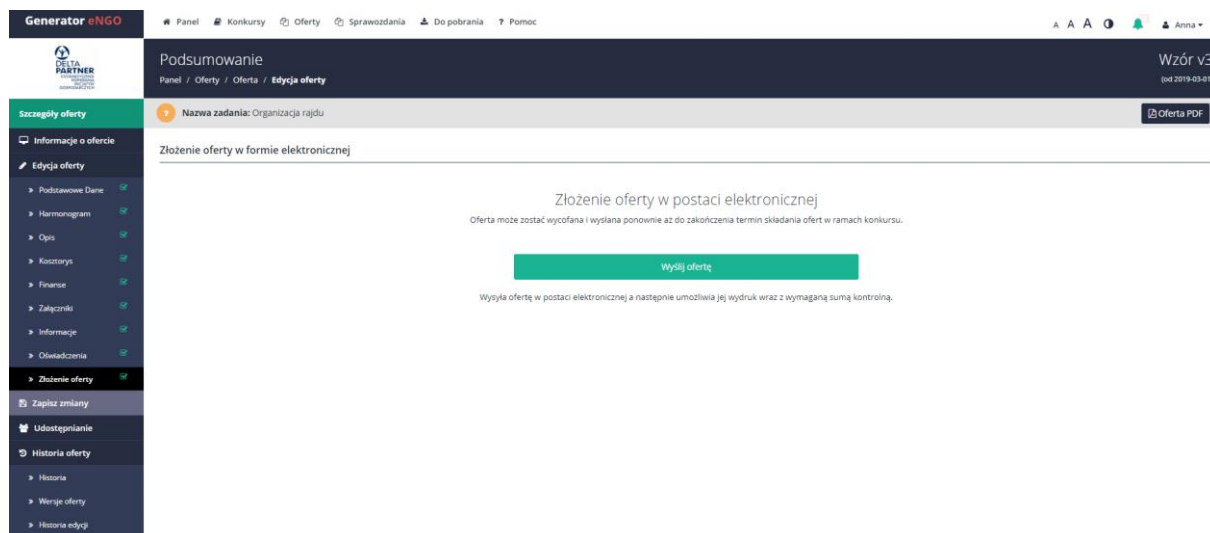 Generator eNGO
Panel Konkursy Oferty Sprawozdania Do pobrania ? Pomoc
A A A Anna
DELTA
PARTNER
Podsumowanie
Panel / Oferty / Oferta / Edycja oferty
Wzór v3
(od 2019-03-01
Szczegóły oferty
? Nazwa zadania: Organizacja rajdu
Oferta PDF
Informacje o ofercie
Edycja oferty
» Podstawowe Dane
» Harmonogram
» Opis
» Kosztorys
» Finanse
» Załączniki
» Informacje
» Oświadczenia
» Złożenie oferty
Zapisz zmiany
Udostępnianie
Historia oferty
» Historia
» Wersje oferty
» Historia edycji
Złożenie oferty w formie elektronicznej
Złożenie oferty w postaci elektronicznej
Oferta może zostać wycofana i wysłana ponownie aż do zakończenia termin składania ofert w ramach konkursu.
Wyślij ofertę
Wysyła ofertę w postaci elektronicznej a następnie umożliwia jej wydruk wraz z wymaganą sumą kontrolną.